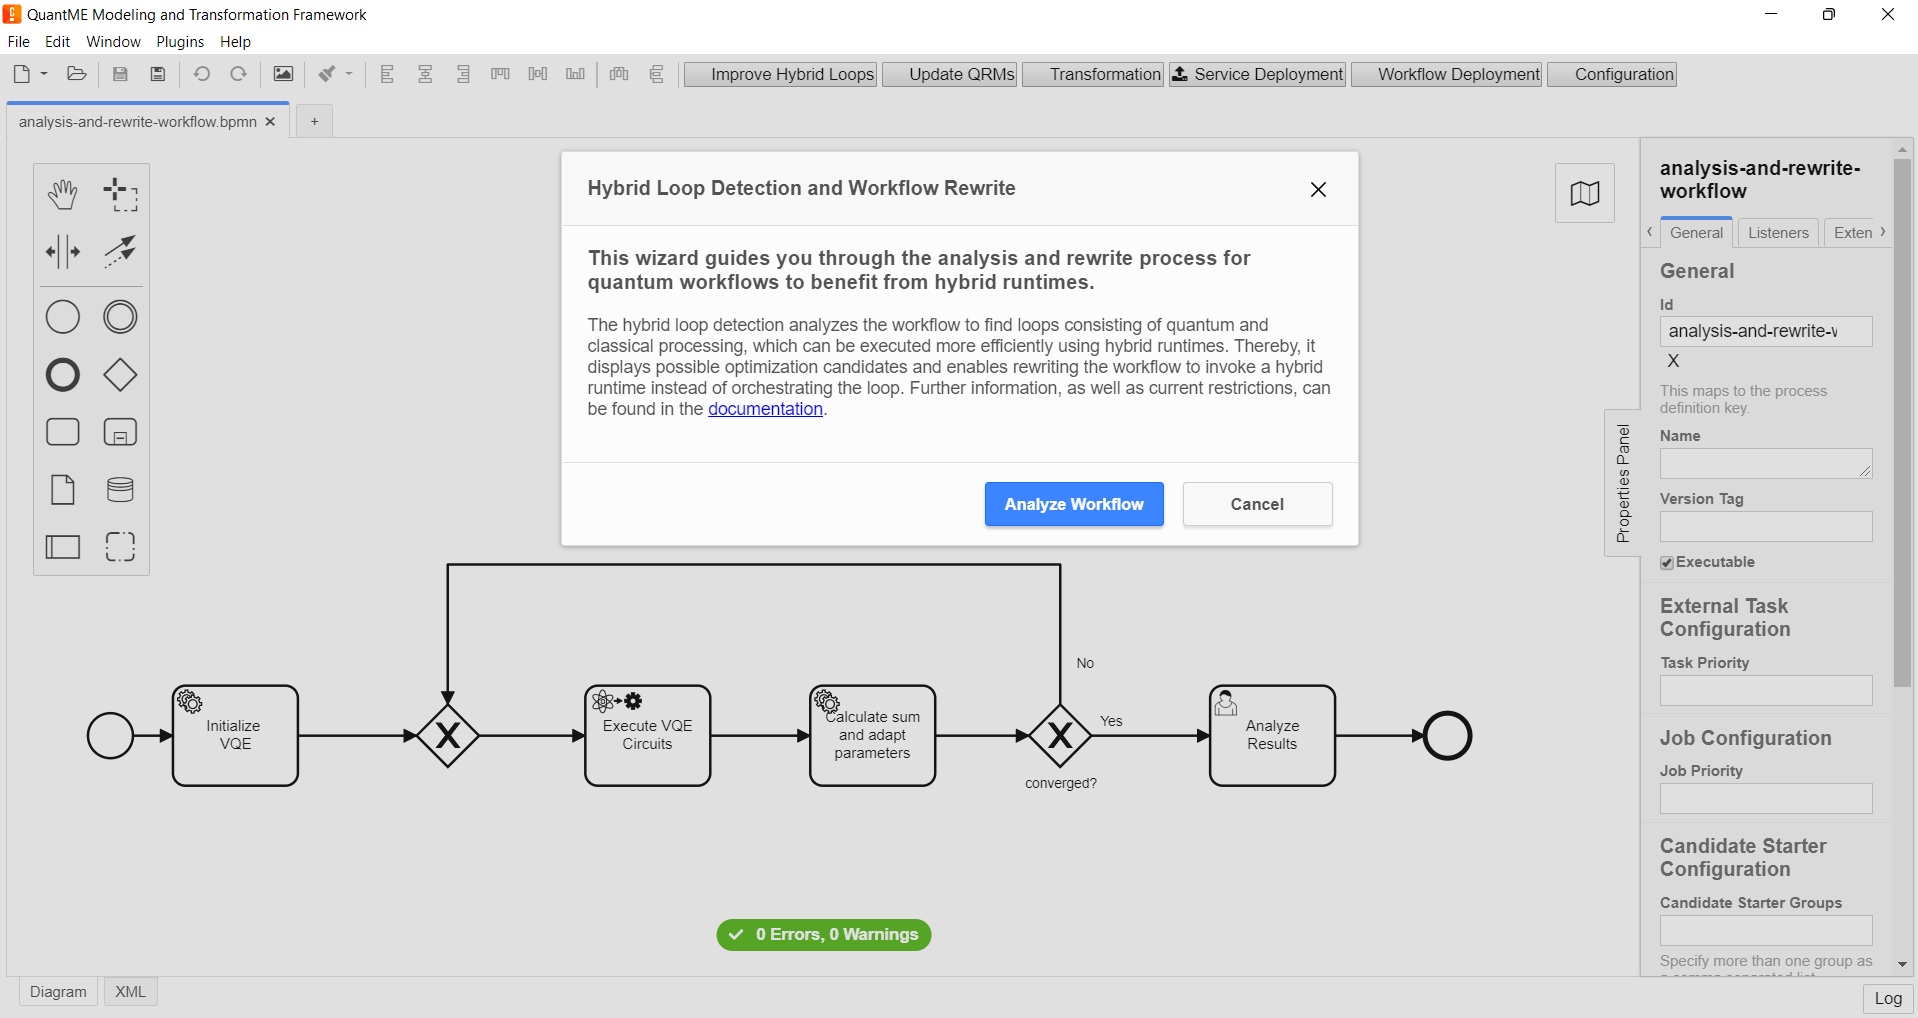 QuantME Modeling and Transformation Framework
File Edit Window Plugins Help
Improve Hybrid Loops Update QRMs Transformation Service Deployment Workflow Deployment Configuration
analysis-and-rewrite-workflow.bpmn
Hybrid Loop Detection and Workflow Rewrite
This wizard guides you through the analysis and rewrite process for
quantum workflows to benefit from hybrid runtimes.
The hybrid loop detection analyzes the workflow to find loops consisting of quantum and
classical processing, which can be executed more efficiently using hybrid runtimes. Thereby, it
displays possible optimization candidates and enables rewriting the workflow to invoke a hybrid
runtime instead of orchestrating the loop. Further information, as well as current restrictions, can
be found in the documentation.
Analyze Workflow Cancel
No
Initialize
VQE
Execute VQE
Circuits
Calculate sum
and adapt
parameters
Yes
converged?
Analyze
Results
0 Errors, 0 Warnings
Properties Panel
analysis-and-rewrite-
workflow
General Listeners Exten
General
Id
analysis-and-rewrite-
X
This maps to the process
definition key.
Name
Version Tag
Executable
External Task
Configuration
Task Priority
Job Configuration
Job Priority
Candidate Starter
Configuration
Candidate Starter Groups
Specify more than one group as
Diagram XML
Log